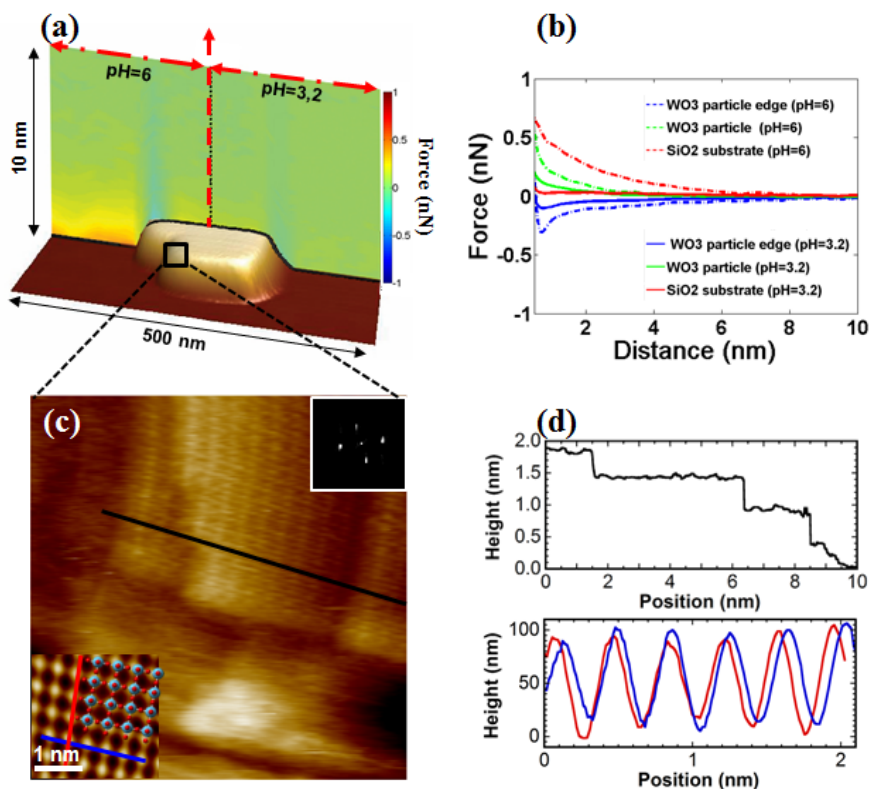 (a)
pH=6
pH=3,2
10 nm
500 nm
1
0.5
0
-0.5
-1
Force (nN)
(b)
1
0.5
0
-0.5
-1
Force (nN)
WO3 particle edge (pH=6)
WO3 particle (pH=6)
SiO2 substrate (pH=6)
WO3 particle edge (pH=3.2)
WO3 particle (pH=3.2)
SiO2 substrate (pH=3.2)
2 4 6 8 10
Distance (nm)
(c)
1 nm
(d)
2.0
1.5
1.0
0.5
0.0
Height (nm)
0 2 4 6 8 10
Position (nm)
100
50
0
Height (nm)
0 1 2
Position (nm)